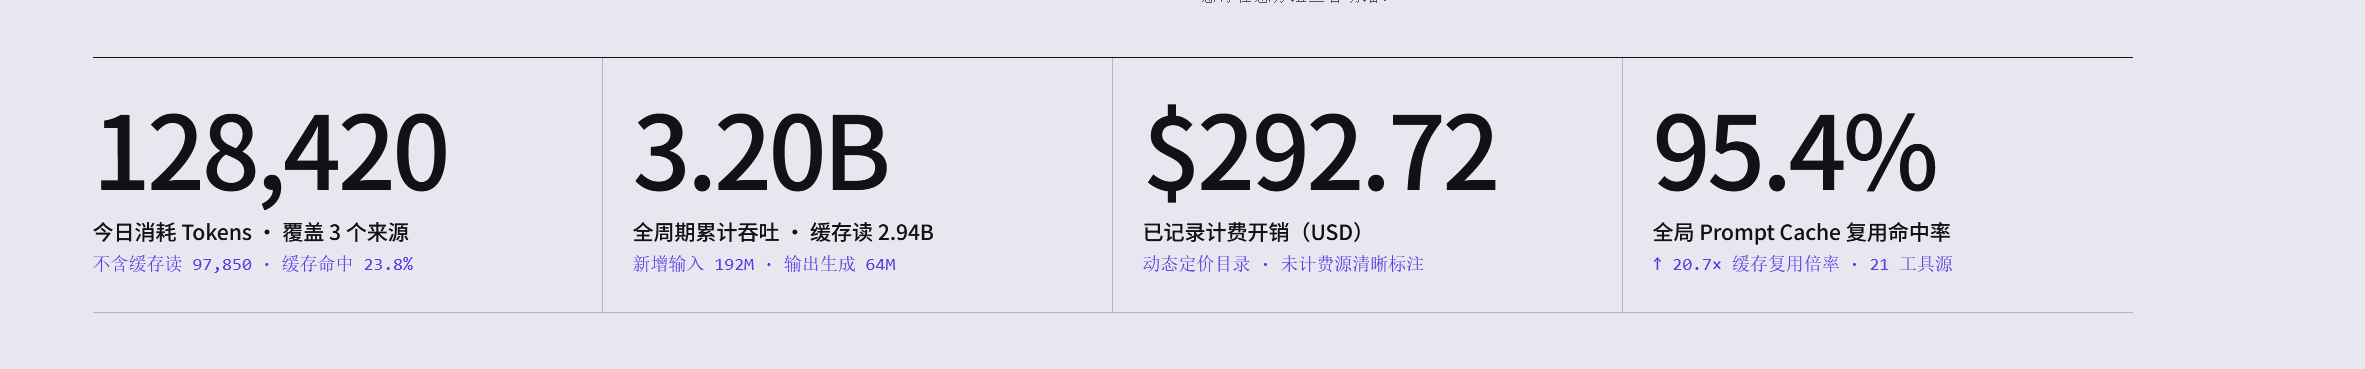 128,420
今日消耗 Tokens · 覆盖 3 个来源
不含缓存读 97,850 · 缓存命中 23.8%
3.20B
全周期累计吞吐 · 缓存读 2.94B
新增输入 192M · 输出生成 64M
$292.72
已记录计费开销（USD）
动态定价目录 · 未计费源清晰标注
95.4%
全局 Prompt Cache 复用命中率
↑ 20.7× 缓存复用倍率 · 21 工具源